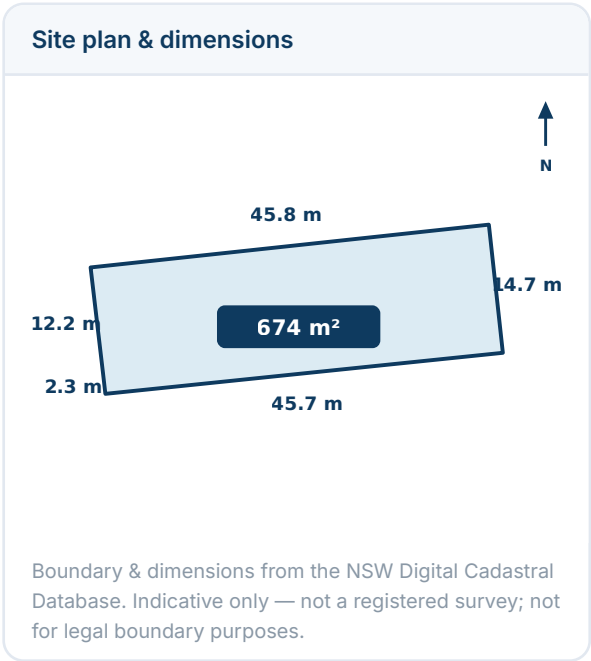 Site plan & dimensions
N
45.8 m
14.7 m
12.2 m
674 m²
2.3 m
45.7 m
Boundary & dimensions from the NSW Digital Cadastral
Database. Indicative only — not a registered survey; not
for legal boundary purposes.